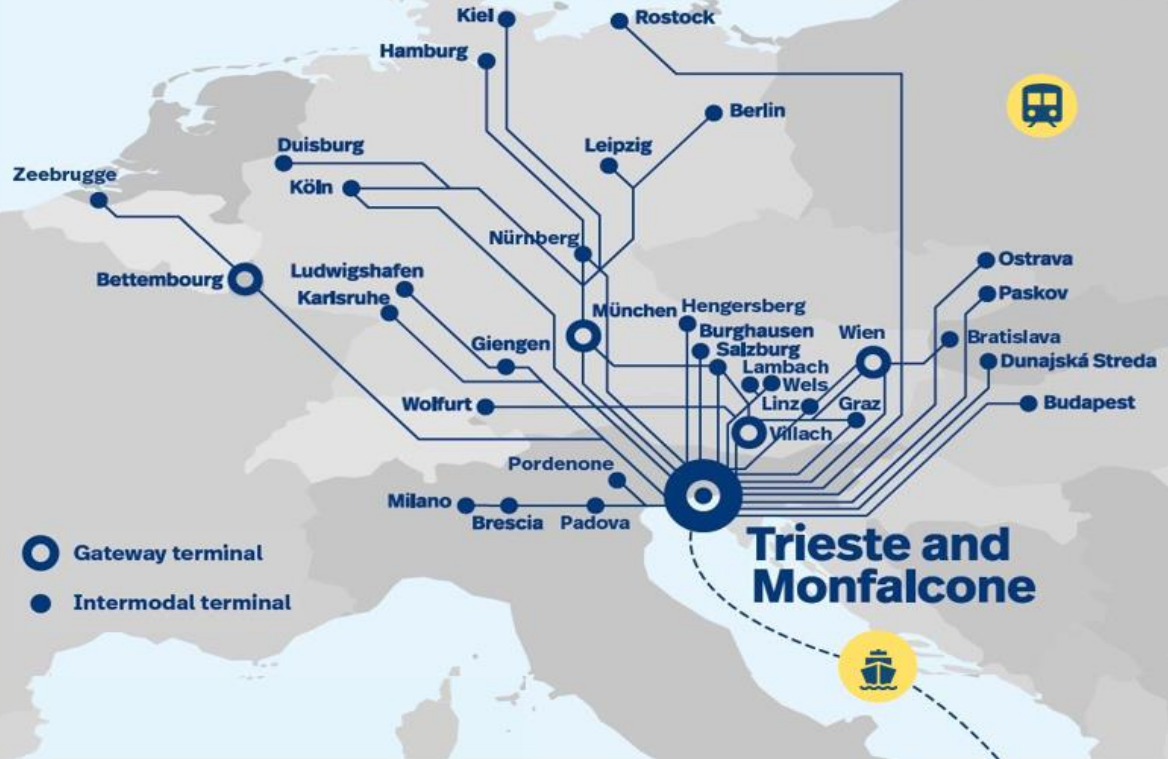 Kiel
Rostock
Hamburg
Berlin
Duisburg
Leipzig
Zeebrugge
Köln
Nürnberg
Ostrava
Ludwigshafen
Bettembourg
Karlsruhe
Paskov
München
Hengersberg
Burghausen
Wien
Bratislava
Giengen
Salzburg
Dunajská Streda
Lambach
Wels
Wolfurt
Linz
Graz
Budapest
Villach
Pordenone
Milano
Brescia
Padova
Trieste and
Monfalcone
Gateway terminal
Intermodal terminal